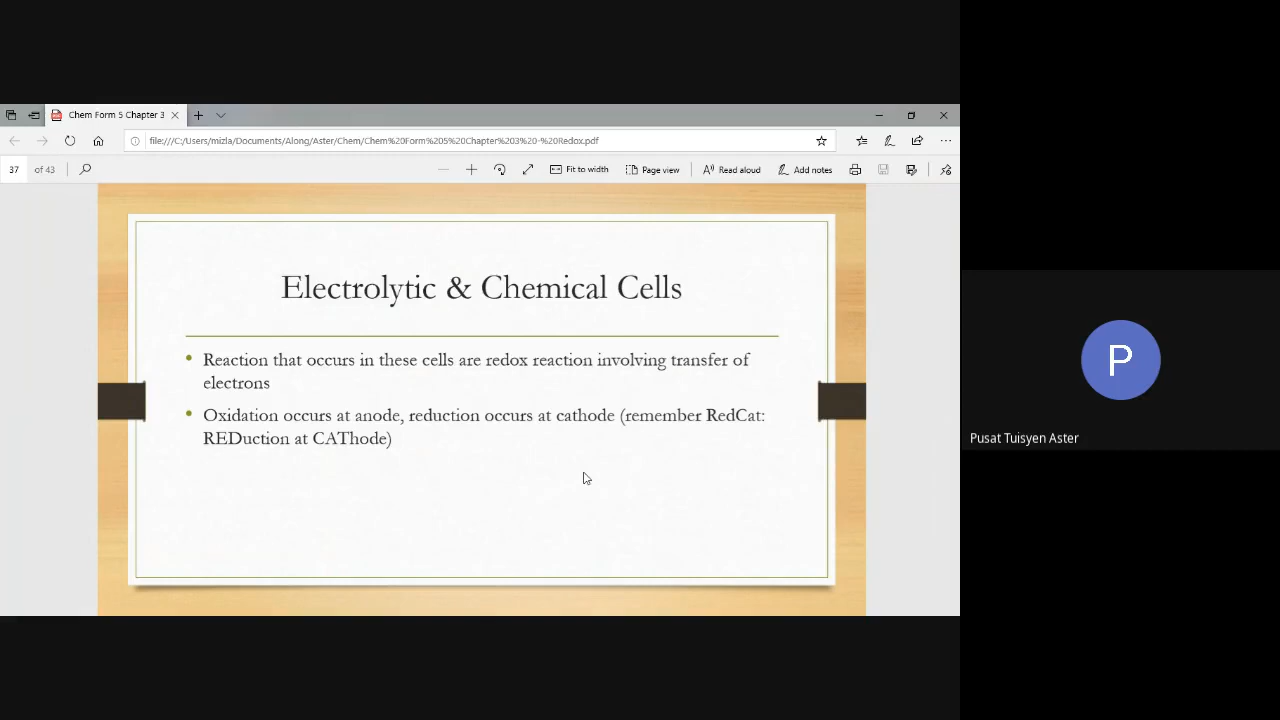 Chem Form 5 Chapter 3
file:///C:/Users/mizla/Documents/Along/Aster/Chem/Chem%20Form%205%20Chapter%203%20-%20Redox.pdf
37 of 43
Fit to width
Page view
Read aloud
Add notes
Electrolytic & Chemical Cells
• Reaction that occurs in these cells are redox reaction involving transfer of
electrons
• Oxidation occurs at anode, reduction occurs at cathode (remember RedCat:
REDuction at CAThode)
P
Pusat Tuisyen Aster